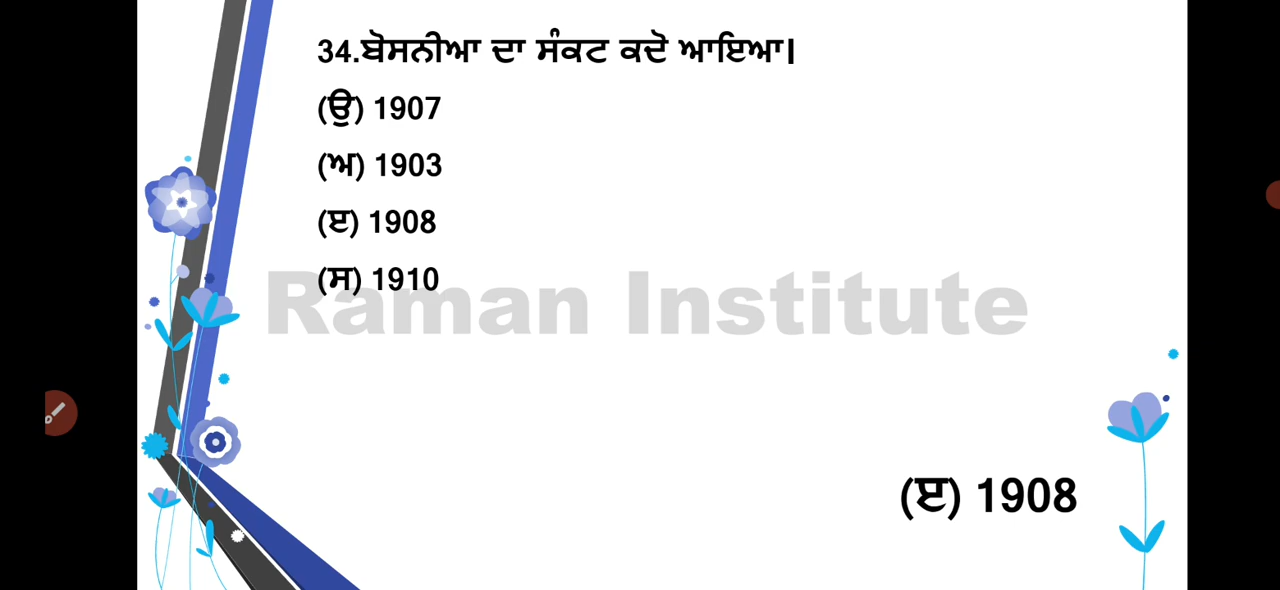 34.ਬੋਸਨੀਆ ਦਾ ਸੰਕਟ ਕਦੋ ਆਇਆ।
(ੳ) 1907
(ਅ) 1903
(ੲ) 1908
(ਸ) 1910
Raman Institute
(ੲ) 1908